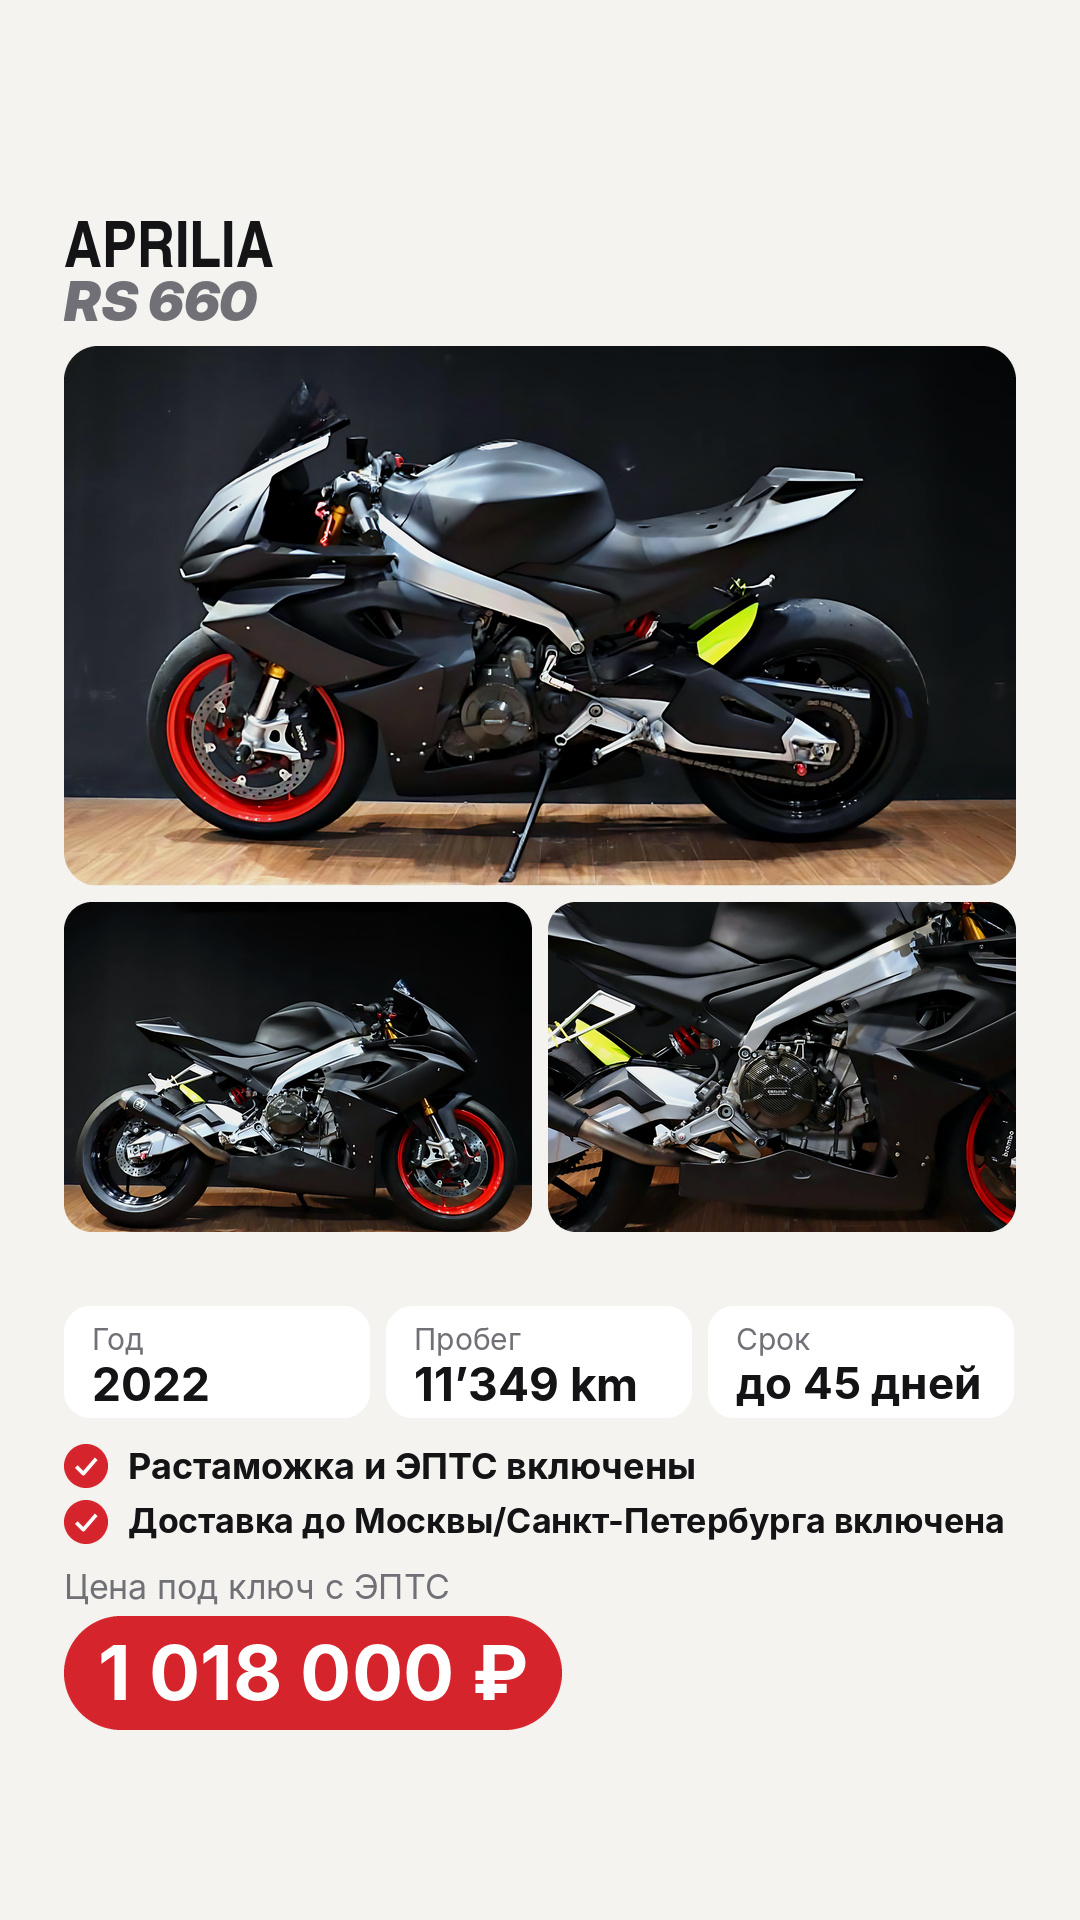 APRILIA
RS 660
brembo
Год
2022
Пробег
11’349 km
Срок
до 45 дней
Растаможка и ЭПТС включены
Доставка до Москвы/Санкт-Петербурга включена
Цена под ключ с ЭПТС
1 018 000 ₽